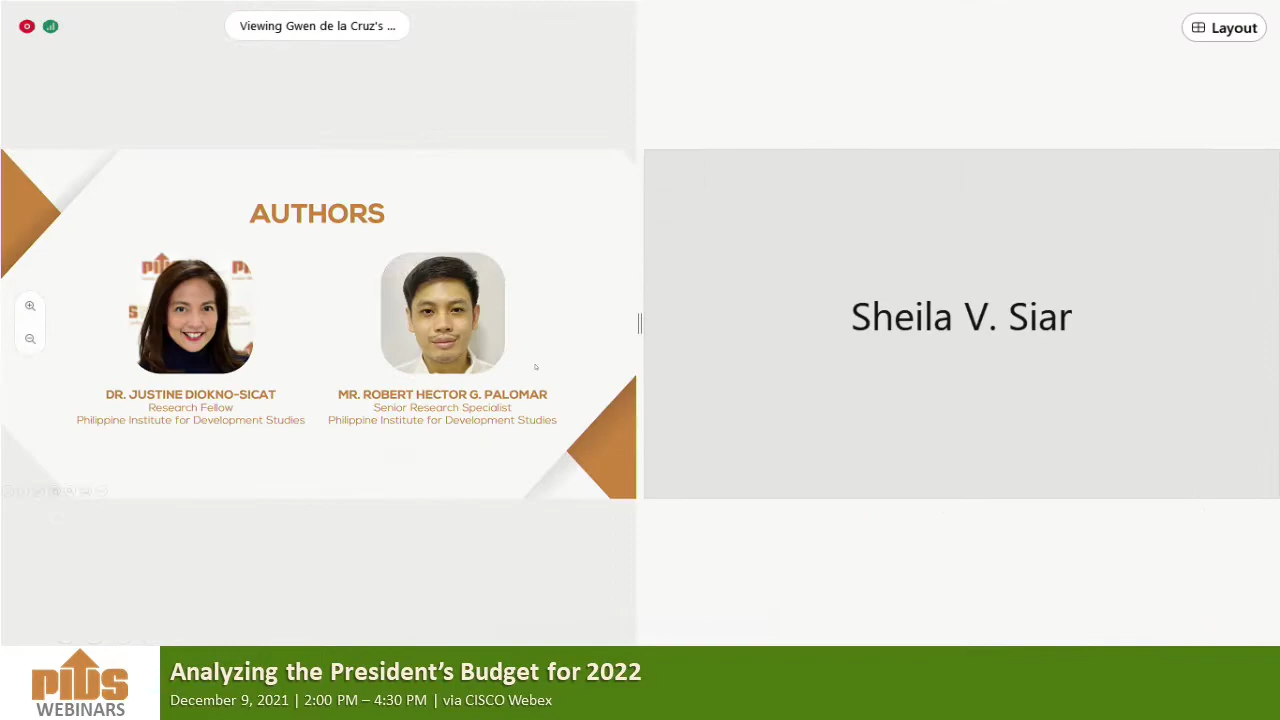 Viewing Gwen de la Cruz's ...
Layout
AUTHORS
DR. JUSTINE DIOKNO-SICAT
Research Fellow
Philippine Institute for Development Studies
MR. ROBERT HECTOR G. PALOMAR
Senior Research Specialist
Philippine Institute for Development Studies
Sheila V. Siar
PIDS
WEBINARS
Analyzing the President's Budget for 2022
December 9, 2021 | 2:00 PM – 4:30 PM | via CISCO Webex